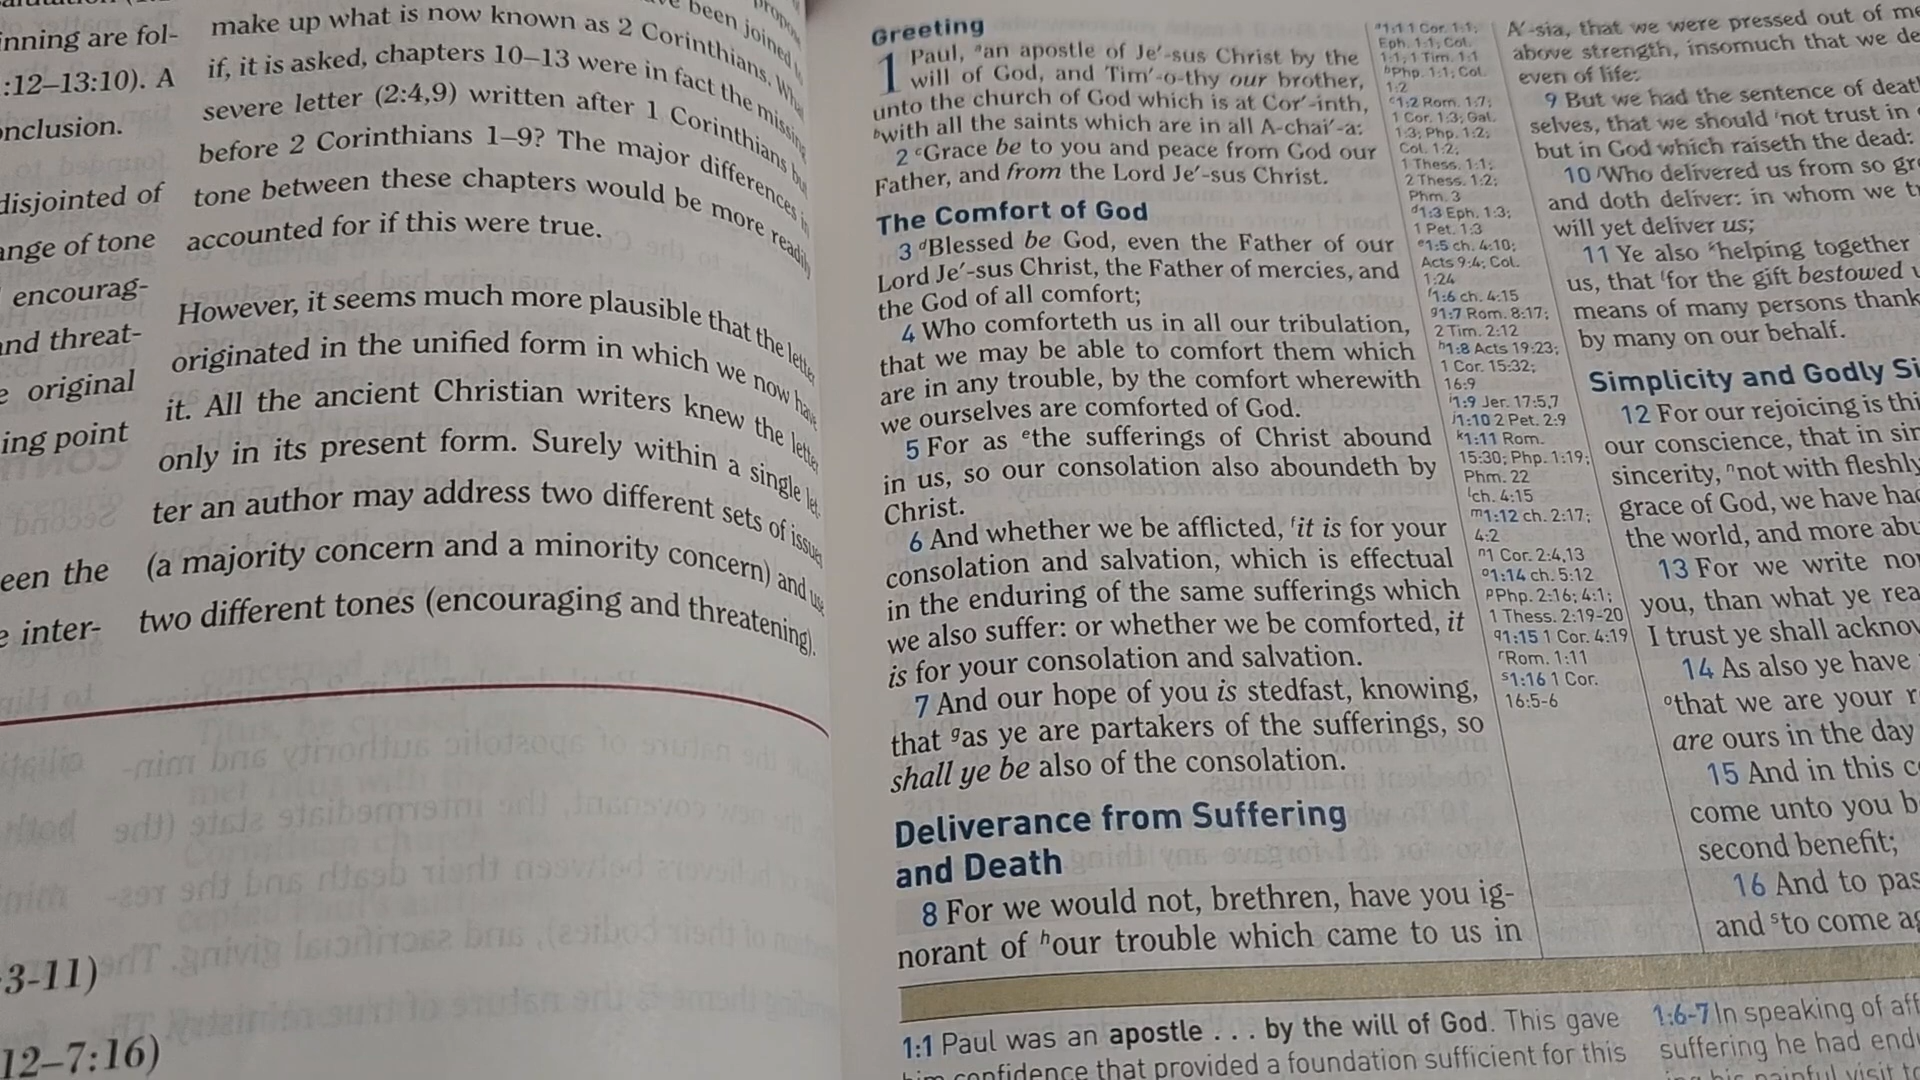 inning are fol-
:12–13:10). A
onclusion.
disjointed of
ange of tone
encourag-
and threat-
e original
ing point
een the
e inter-
3-11)
12–7:16)
been joined
make up what is now known as 2 Corinthians. What
if, it is asked, chapters 10–13 were in fact the missing
severe letter (2:4,9) written after 1 Corinthians but
before 2 Corinthians 1–9? The major differences in
tone between these chapters would be more readily
accounted for if this were true.
However, it seems much more plausible that the letter
originated in the unified form in which we now have
it. All the ancient Christian writers knew the letter
only in its present form. Surely within a single let-
ter an author may address two different sets of issues
(a majority concern and a minority concern) and use
two different tones (encouraging and threatening).
Greeting
1 Paul, ᵃan apostle of Je′-sus Christ by the
will of God, and Tim′-o-thy our brother,
unto the church of God which is at Cor′-inth,
ᵇwith all the saints which are in all A-chai′-a:
2 ᶜGrace be to you and peace from God our
Father, and from the Lord Je′-sus Christ.
The Comfort of God
3 ᵈBlessed be God, even the Father of our
Lord Je′-sus Christ, the Father of mercies, and
the God of all comfort;
4 Who comforteth us in all our tribulation,
that we may be able to comfort them which
are in any trouble, by the comfort wherewith
we ourselves are comforted of God.
5 For as ᵉthe sufferings of Christ abound
in us, so our consolation also aboundeth by
Christ.
6 And whether we be afflicted, ᶠit is for your
consolation and salvation, which is effectual
in the enduring of the same sufferings which
we also suffer: or whether we be comforted, it
is for your consolation and salvation.
7 And our hope of you is stedfast, knowing,
that ᵍas ye are partakers of the sufferings, so
shall ye be also of the consolation.
Deliverance from Suffering
and Death
8 For we would not, brethren, have you ig-
norant of ʰour trouble which came to us in
ᵃ1:1 1 Cor. 1:1;
Eph. 1:1; Col.
1:1; 1 Tim. 1:1
ᵇPhp. 1:1; Col.
1:2
ᶜ1:2 Rom. 1:7;
1 Cor. 1:3; Gal.
1:3; Php. 1:2;
Col. 1:2;
1 Thess. 1:1;
2 Thess. 1:2;
Phm. 3
ᵈ1:3 Eph. 1:3;
1 Pet. 1:3
ᵉ1:5 ch. 4:10;
Acts 9:4; Col.
1:24
ᶠ1:6 ch. 4:15
ᵍ1:7 Rom. 8:17;
2 Tim. 2:12
ʰ1:8 Acts 19:23;
1 Cor. 15:32;
16:9
ⁱ1:9 Jer. 17:5,7
ʲ1:10 2 Pet. 2:9
ᵏ1:11 Rom.
15:30; Php. 1:19;
Phm. 22
ˡch. 4:15
ᵐ1:12 ch. 2:17;
4:2
ⁿ1 Cor. 2:4,13
ᵒ1:14 ch. 5:12
ᵖPhp. 2:16; 4:1;
1 Thess. 2:19-20
q1:15 1 Cor. 4:19
ʳRom. 1:11
ˢ1:16 1 Cor.
16:5-6
A′-sia, that we were pressed out of me
above strength, insomuch that we de
even of life:
9 But we had the sentence of death
selves, that we should ⁱnot trust in
but in God which raiseth the dead:
10 ʲWho delivered us from so gre
and doth deliver: in whom we tr
will yet deliver us;
11 Ye also ᵏhelping together
us, that ˡfor the gift bestowed u
means of many persons thank
by many on our behalf.
Simplicity and Godly Si
12 For our rejoicing is thi
our conscience, that in sim
sincerity, ⁿnot with fleshly
grace of God, we have had
the world, and more abu
13 For we write non
you, than what ye rea
I trust ye shall acknow
14 As also ye have
ᵒthat we are your r
are ours in the day
15 And in this c
come unto you b
second benefit;
16 And to pas
and ˢto come ag
1:1 Paul was an apostle . . . by the will of God. This gave
him confidence that provided a foundation sufficient for this
1:6-7 In speaking of aff
suffering he had endu
painful visit to